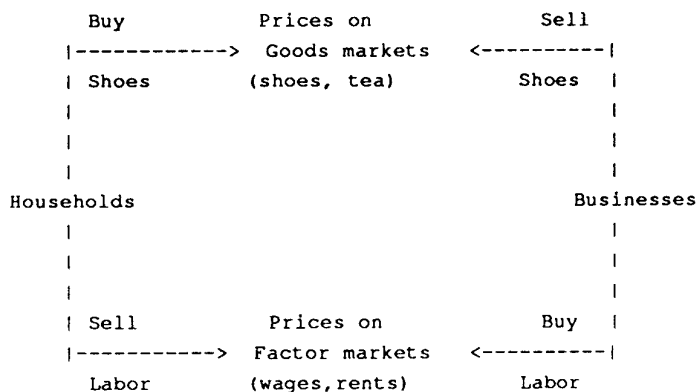 Buy Prices on Sell
|------------> Goods markets <----------|
| Shoes (shoes, tea) Shoes |
Households Businesses
| Sell Prices on Buy |
|-----------> Factor markets <---------|
Labor (wages,rents) Labor